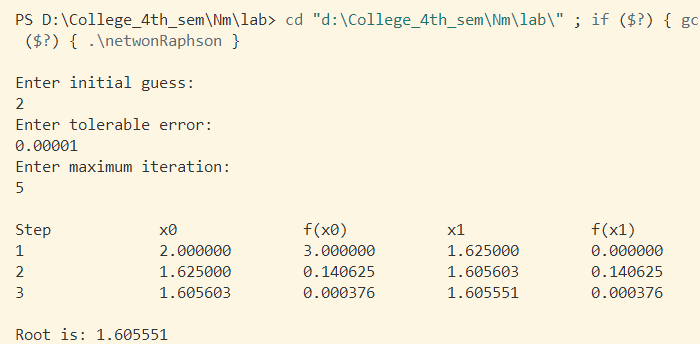 PS D:\College_4th_sem\Nm\lab> cd "d:\College_4th_sem\Nm\lab\" ; if ($?) { gc
($?) { .\netwonRaphson }
Enter initial guess:
2
Enter tolerable error:
0.00001
Enter maximum iteration:
5
Step x0 f(x0) x1 f(x1)
1 2.000000 3.000000 1.625000 0.000000
2 1.625000 0.140625 1.605603 0.140625
3 1.605603 0.000376 1.605551 0.000376
Root is: 1.605551